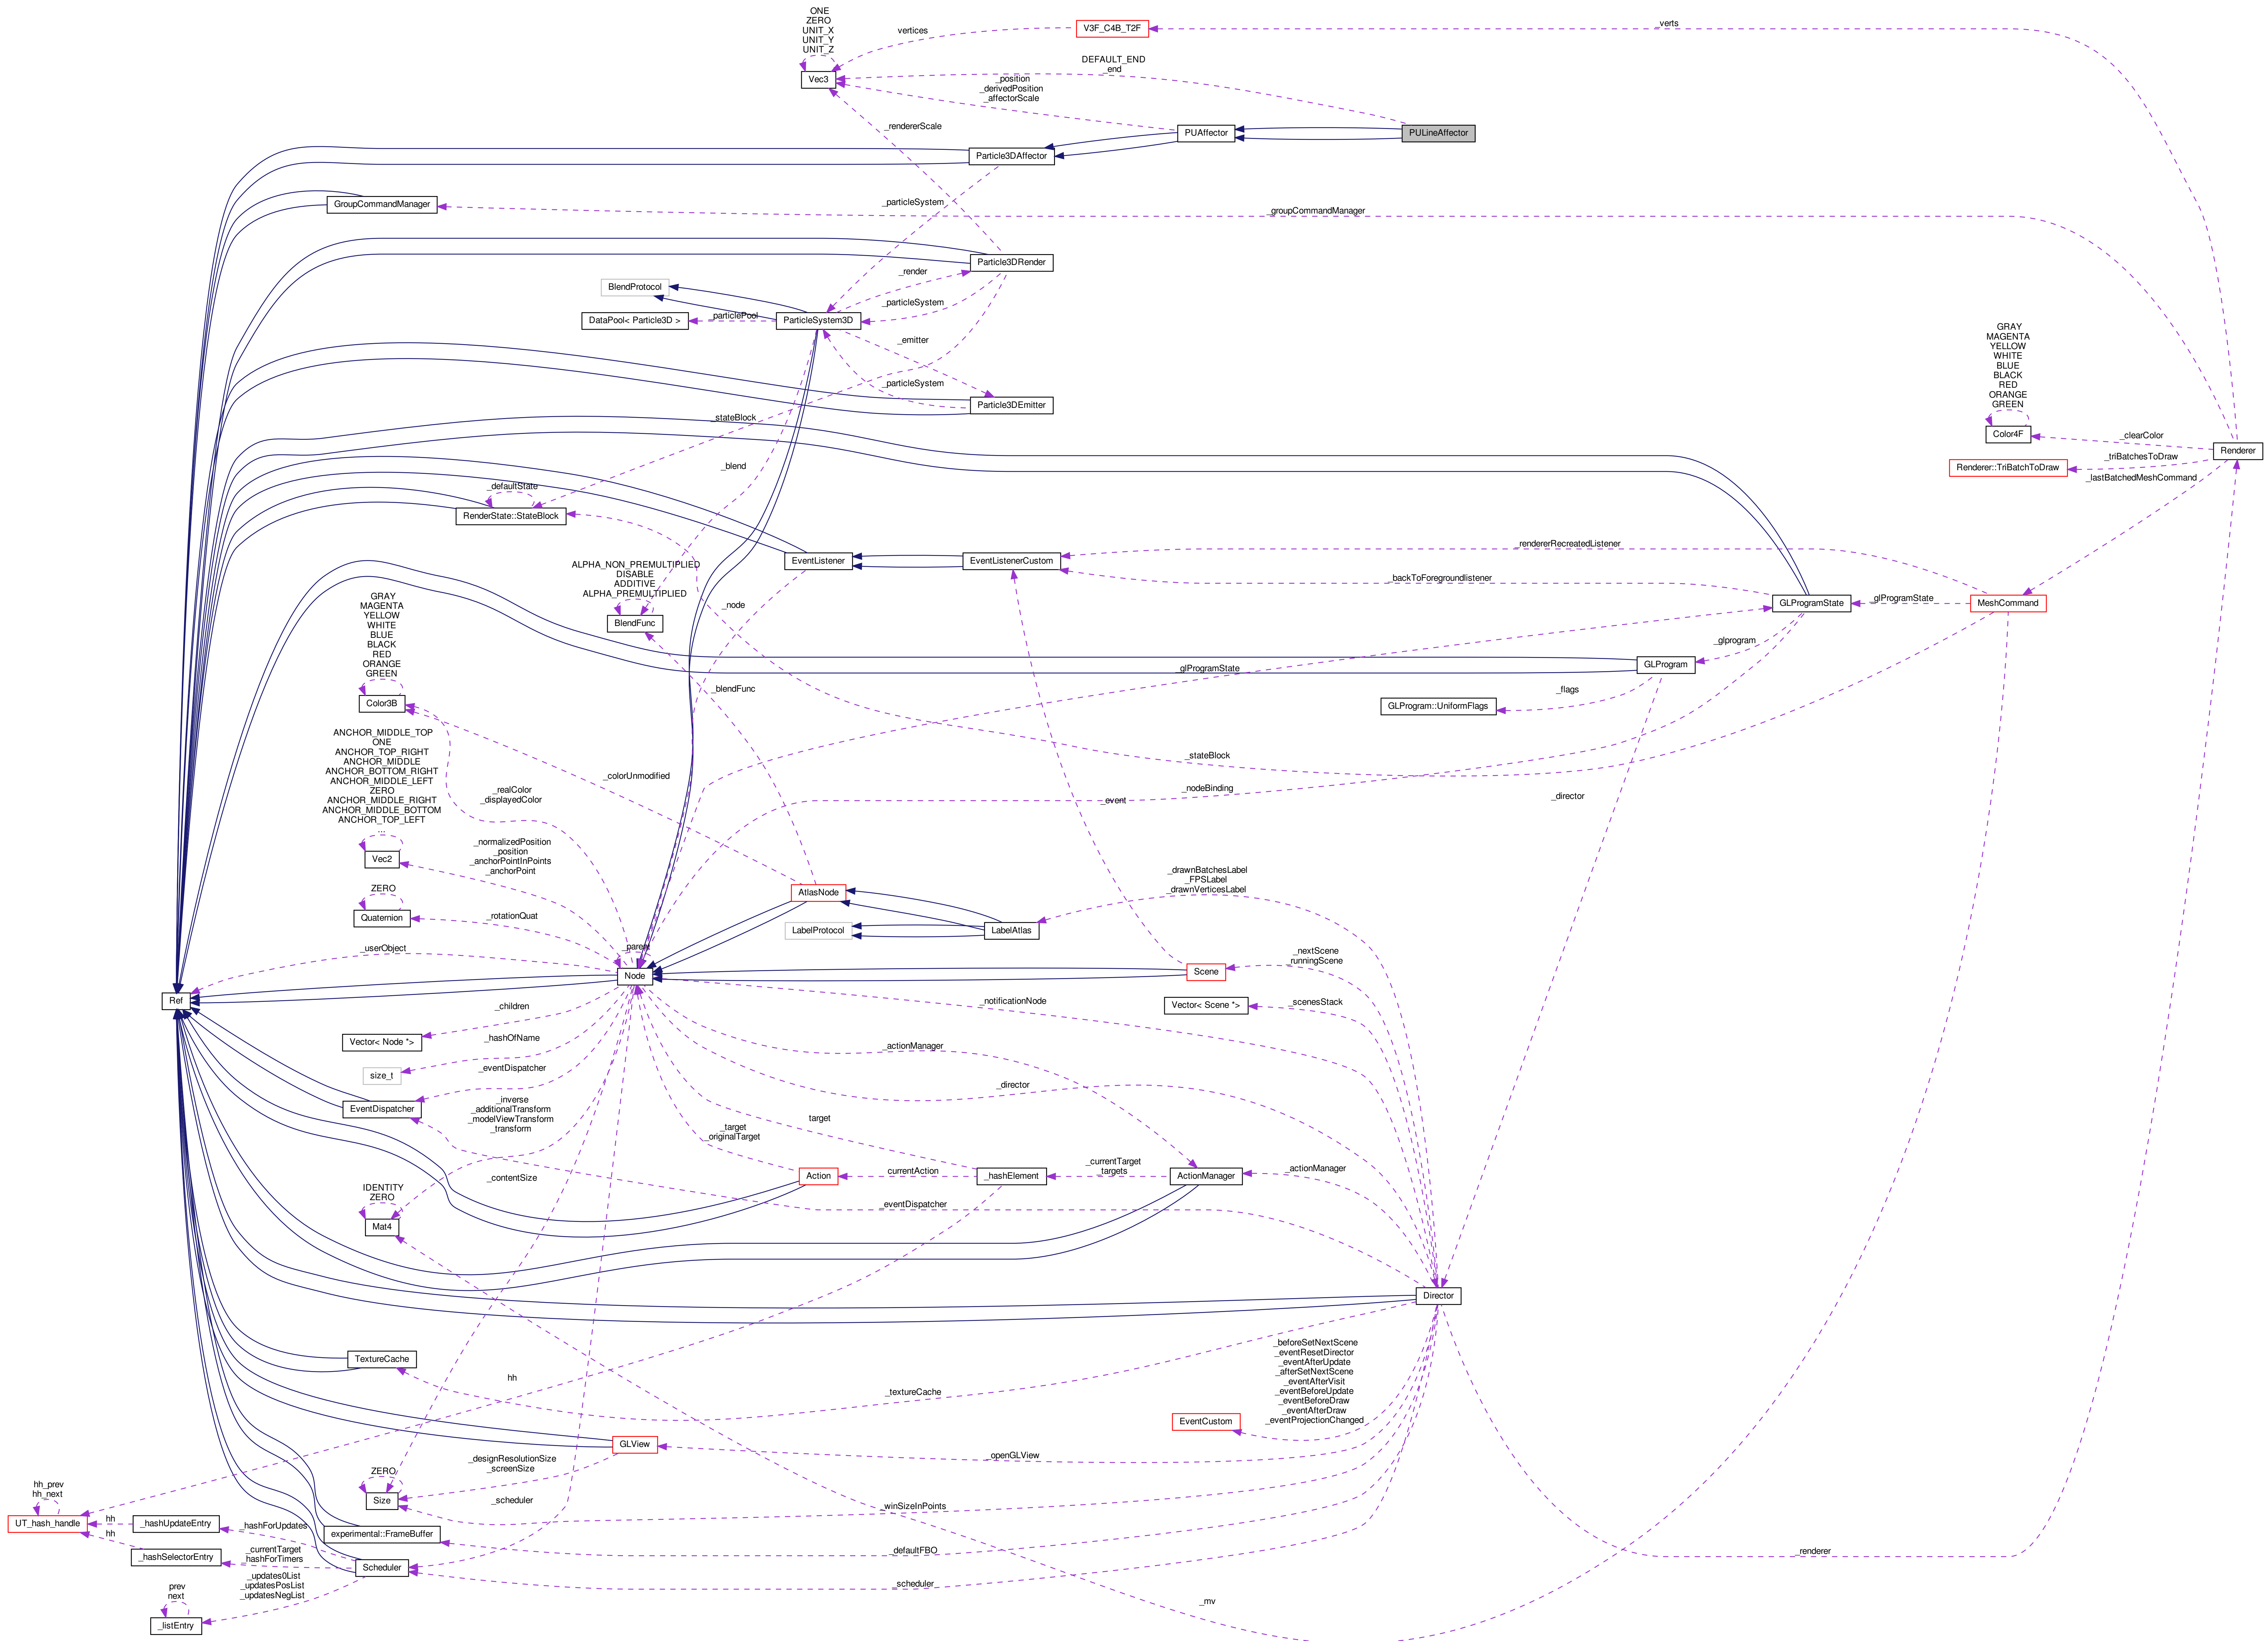 ONE
ZERO
UNIT_X
UNIT_Y
UNIT_Z
vertices
V3F_C4B_T2F
_verts
Vec3
DEFAULT_END
_end
_position
_derivedPosition
_affectorScale
_rendererScale
PUAffector
PULineAffector
Particle3DAffector
GroupCommandManager
_particleSystem
_groupCommandManager
Particle3DRender
_render
BlendProtocol
_particleSystem
DataPool< Particle3D >
_particlePool
ParticleSystem3D
_emitter
_particleSystem
Particle3DEmitter
GRAY
MAGENTA
YELLOW
WHITE
BLUE
BLACK
RED
ORANGE
GREEN
_stateBlock
Color4F
_clearColor
Renderer
_triBatchesToDraw
Renderer::TriBatchToDraw
_lastBatchedMeshCommand
_blend
_defaultState
RenderState::StateBlock
_rendererRecreatedListener
EventListener
EventListenerCustom
ALPHA_NON_PREMULTIPLIED
DISABLE
ADDITIVE
ALPHA_PREMULTIPLIED
_backToForegroundlistener
GRAY
MAGENTA
YELLOW
WHITE
BLUE
BLACK
RED
ORANGE
GREEN
_node
BlendFunc
GLProgramState
_glProgramState
MeshCommand
_glprogram
_glProgramState
GLProgram
_blendFunc
_flags
Color3B
GLProgram::UniformFlags
ANCHOR_MIDDLE_TOP
ONE
ANCHOR_TOP_RIGHT
ANCHOR_MIDDLE
ANCHOR_BOTTOM_RIGHT
ANCHOR_MIDDLE_LEFT
ZERO
ANCHOR_MIDDLE_RIGHT
ANCHOR_MIDDLE_BOTTOM
ANCHOR_TOP_LEFT
...
_stateBlock
_colorUnmodified
_realColor
_displayedColor
_nodeBinding
_event
_director
Vec2
_normalizedPosition
_position
_anchorPointInPoints
_anchorPoint
_drawnBatchesLabel
_FPSLabel
_drawnVerticesLabel
ZERO
Quaternion
_rotationQuat
AtlasNode
LabelProtocol
LabelAtlas
_userObject
_parent
Node
_nextScene
_runningScene
Scene
Ref
_children
_notificationNode
Vector< Scene *>
_scenesStack
Vector< Node *>
_hashOfName
_actionManager
size_t
_eventDispatcher
_director
EventDispatcher
_inverse
_additionalTransform
_modelViewTransform
_transform
target
_target
_originalTarget
Action
currentAction
_hashElement
_currentTarget
_targets
ActionManager
_actionManager
_contentSize
IDENTITY
ZERO
_eventDispatcher
Mat4
Director
TextureCache
hh
_textureCache
_beforeSetNextScene
_eventResetDirector
_eventAfterUpdate
_afterSetNextScene
_eventAfterVisit
_eventBeforeUpdate
_eventBeforeDraw
_eventAfterDraw
_eventProjectionChanged
EventCustom
GLView
_openGLView
_designResolutionSize
_screenSize
ZERO
Size
_scheduler
_winSizeInPoints
hh_prev
hh_next
UT_hash_handle
hh
_hashUpdateEntry
_hashForUpdates
experimental::FrameBuffer
hh
_hashSelectorEntry
_currentTarget
_hashForTimers
_defaultFBO
_renderer
Scheduler
_updates0List
_updatesPosList
_updatesNegList
_scheduler
prev
next
_listEntry
_mv